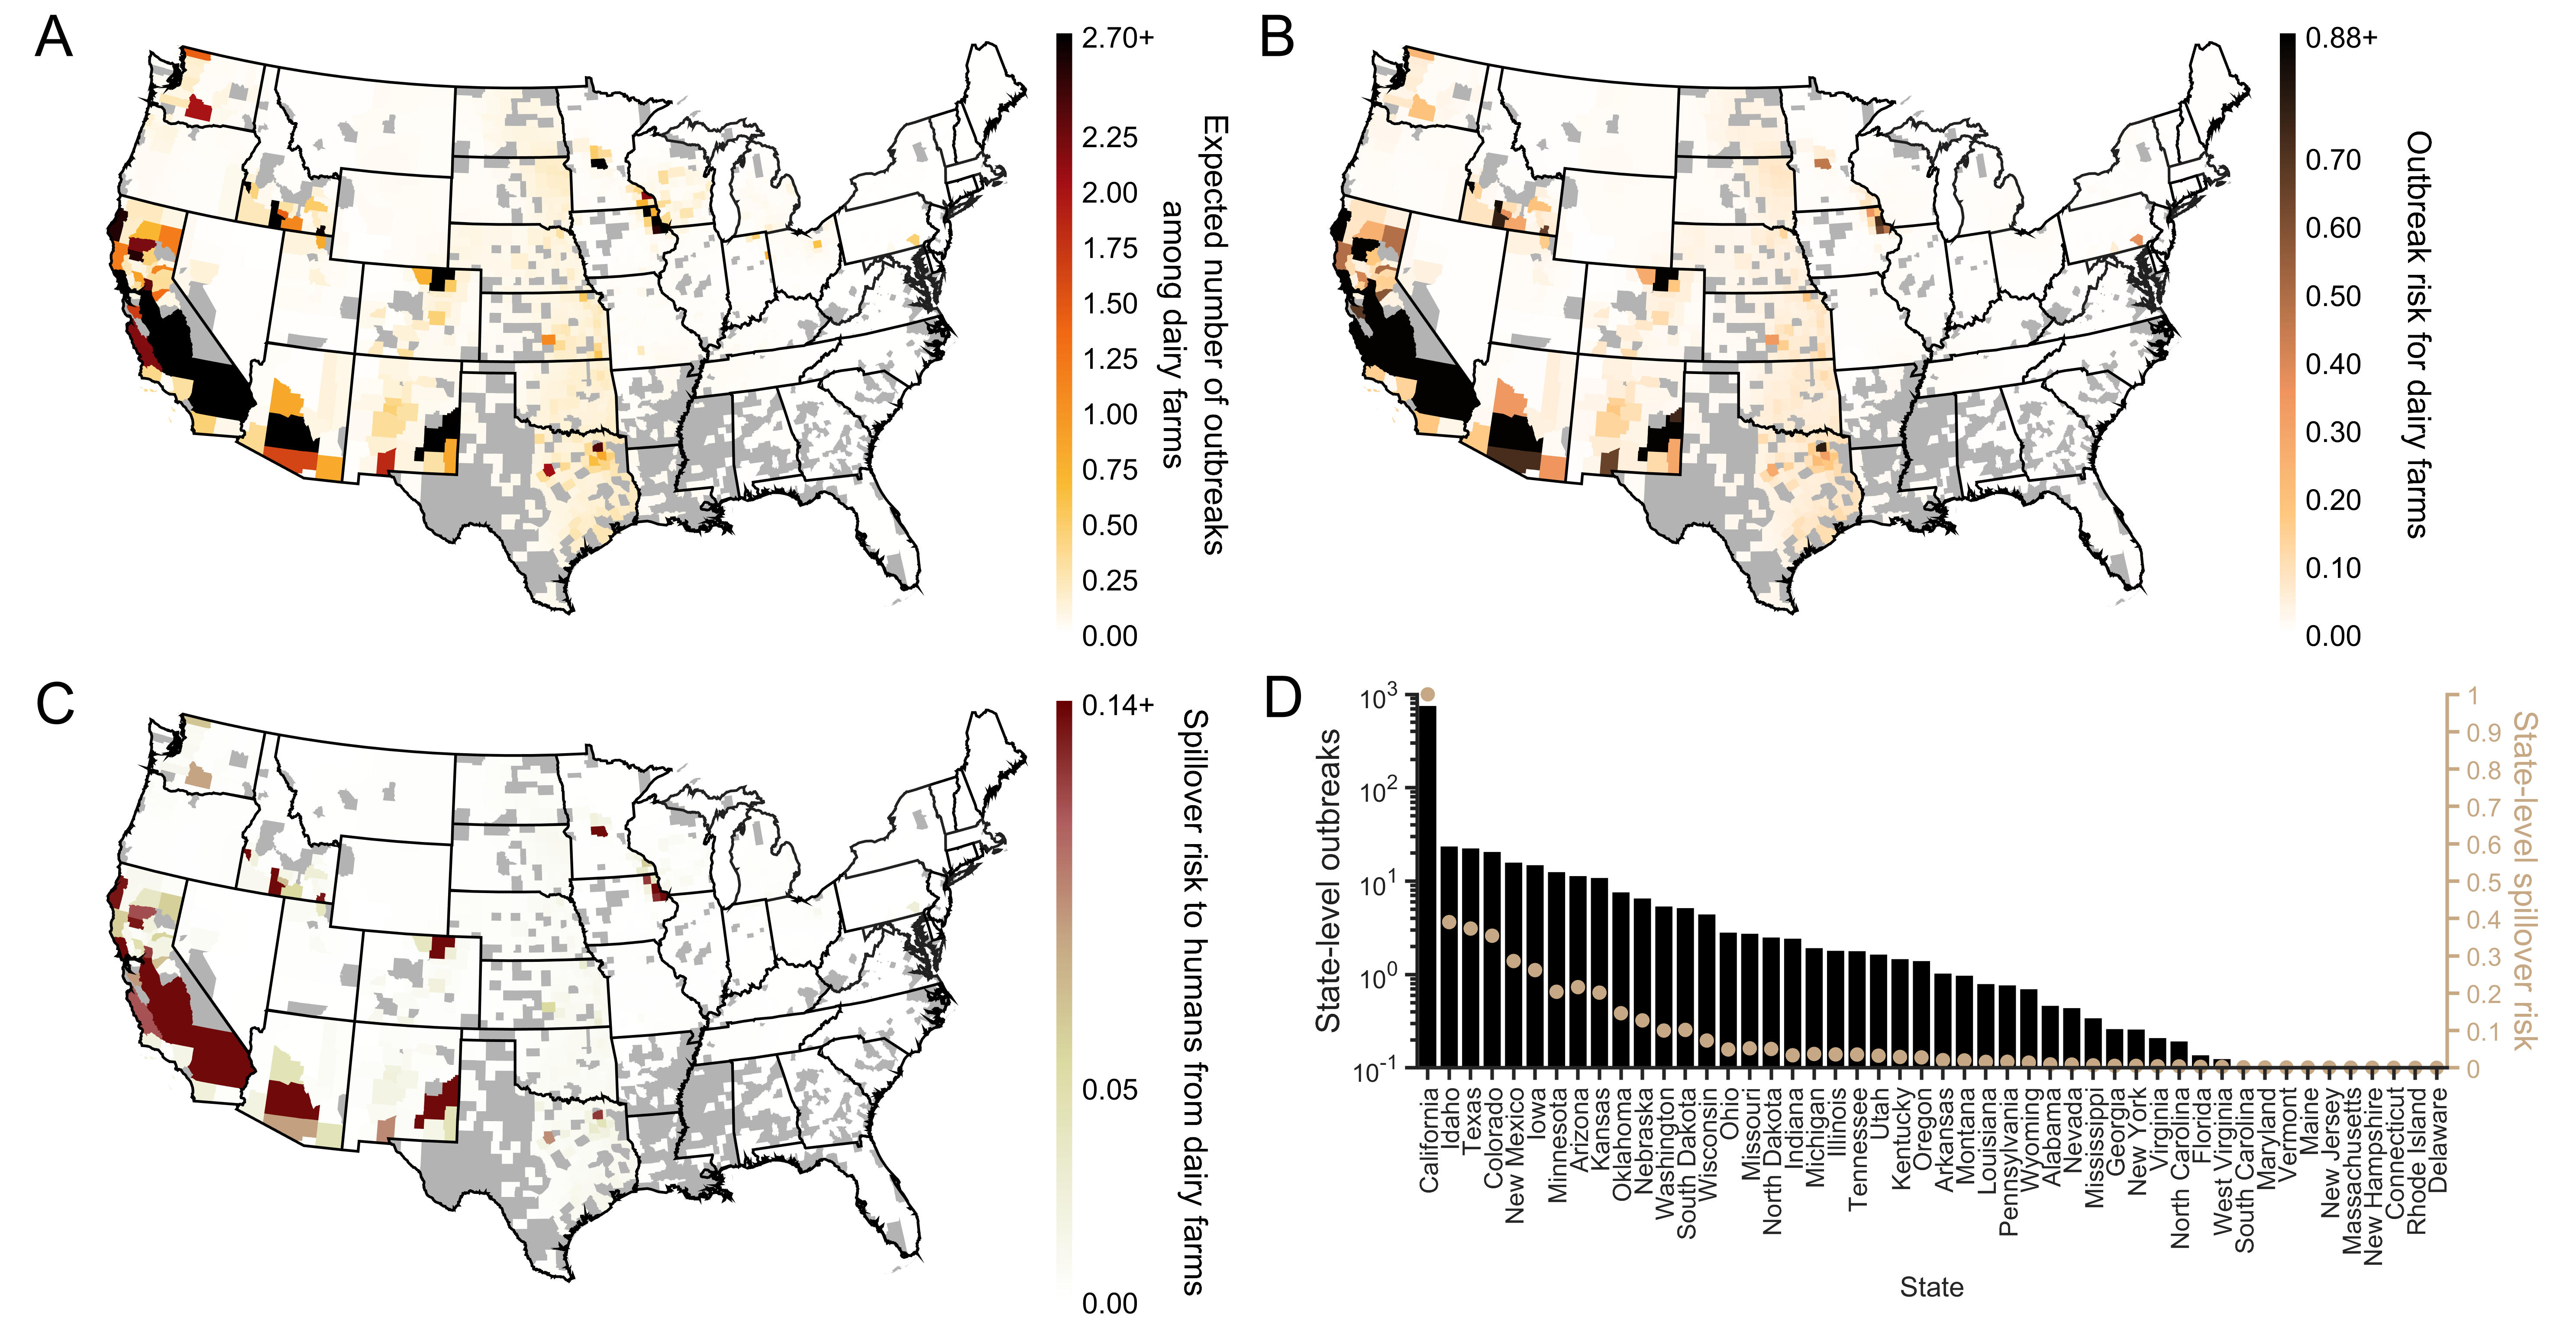 A
2.70+
2.25
2.00
1.75
1.50
1.25
1.00
0.75
0.50
0.25
0.00
Expected number of outbreaks
among dairy farms
B
0.88+
0.70
0.60
0.50
0.40
0.30
0.20
0.10
0.00
Outbreak risk for dairy farms
C
0.14+
0.05
0.00
Spillover risk to humans from dairy farms
D
State-level outbreaks
10³
10²
10¹
10⁰
10⁻¹
1
0.9
0.8
0.7
0.6
0.5
0.4
0.3
0.2
0.1
0
State-level spillover risk
California
Idaho
Texas
Colorado
New Mexico
Iowa
Minnesota
Arizona
Kansas
Oklahoma
Nebraska
Washington
South Dakota
Wisconsin
Ohio
Missouri
North Dakota
Indiana
Michigan
Illinois
Tennessee
Utah
Kentucky
Oregon
Arkansas
Montana
Louisiana
Pennsylvania
Wyoming
Alabama
Nevada
Mississippi
Georgia
New York
Virginia
North Carolina
Florida
West Virginia
South Carolina
Maryland
Vermont
Maine
New Jersey
Massachusetts
New Hampshire
Connecticut
Rhode Island
Delaware
State